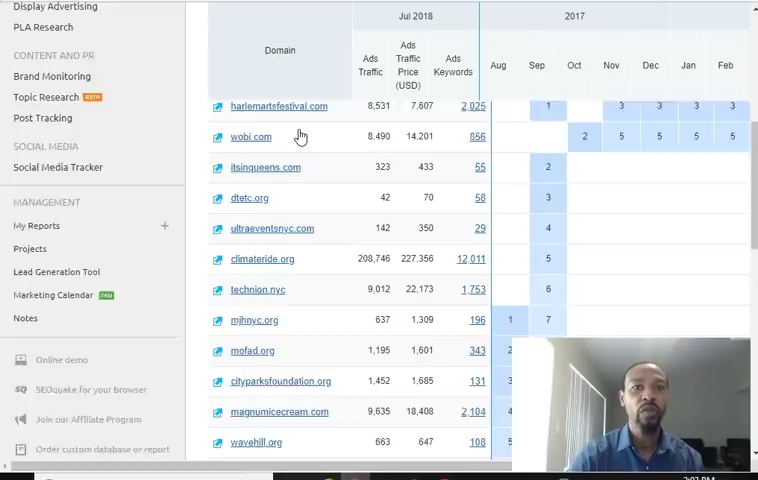 Display Advertising
PLA Research
CONTENT AND PR
Brand Monitoring
Topic Research BETA
Post Tracking
SOCIAL MEDIA
Social Media Tracker
MANAGEMENT
My Reports +
Projects
Lead Generation Tool
Marketing Calendar new
Notes
Online demo
SQ SEOquake for your browser
Join our Affiliate Program
Order custom database or report
Jul 2018 2017
Domain Ads Traffic Ads Traffic Price (USD) Ads Keywords Aug Sep Oct Nov Dec Jan Feb
harlemartsfestival.com 8,531 7,607 2,025 1 3 3 3 3
wobi.com 8,490 14,201 856 2 5 5 5 5
itsinqueens.com 323 433 55 2
dtetc.org 42 70 58 3
ultraeventsnyc.com 142 350 29 4
climateride.org 208,746 227,356 12,011 5
technion.nyc 9,012 22,173 1,753 6
mjhnyc.org 637 1,309 196 1 7
mofad.org 1,195 1,601 343 2
cityparksfoundation.org 1,452 1,685 131 3
magnumicecream.com 9,635 18,408 2,104 4
wavehill.org 663 647 108 5
2:02 PM